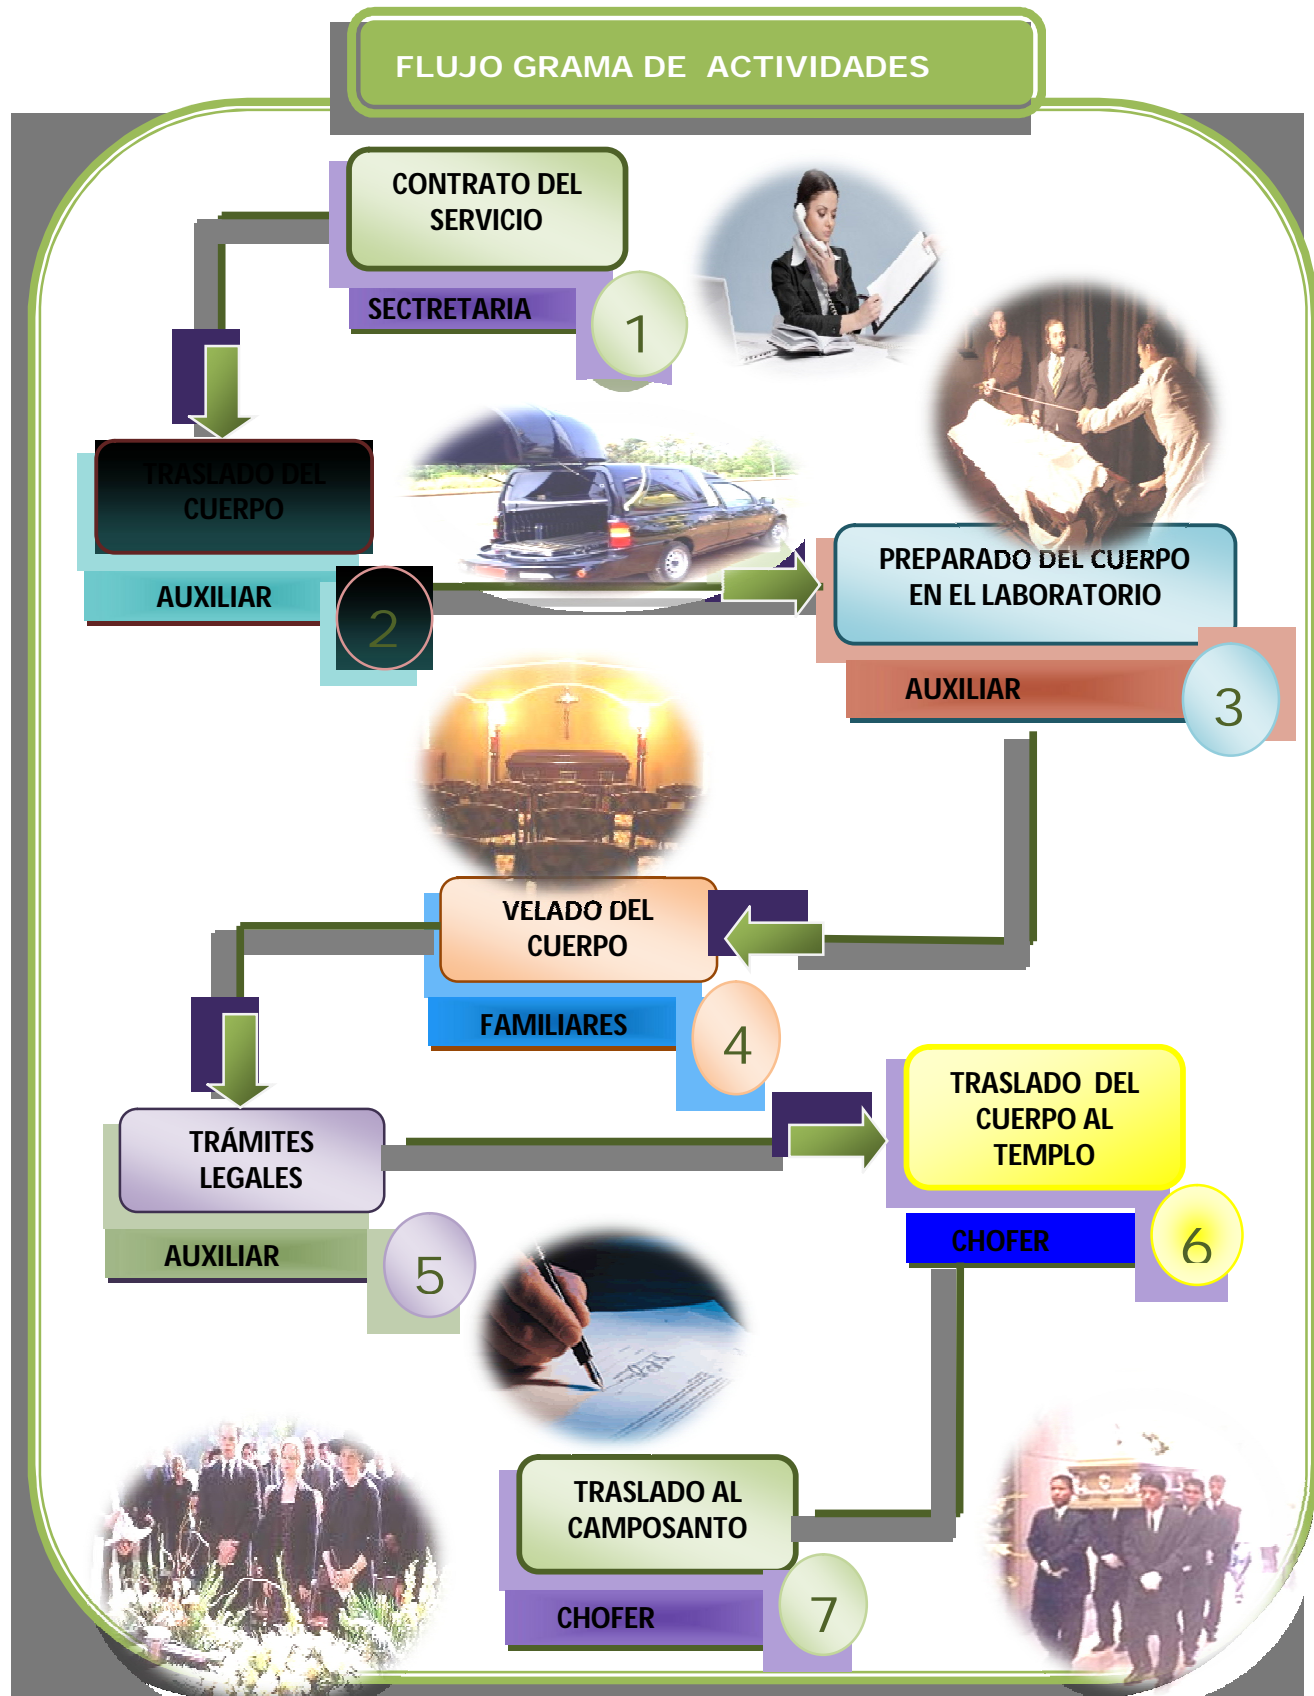 FLUJO GRAMA DE  ACTIVIDADES
CONTRATO DEL
SERVICIO
SECTRETARIA
1
TRASLADO DEL
CUERPO
AUXILIAR
2
PREPARADO DEL CUERPO
EN EL LABORATORIO
AUXILIAR
3
VELADO DEL
CUERPO
FAMILIARES
4
TRÁMITES
LEGALES
AUXILIAR
5
TRASLADO  DEL
CUERPO AL
TEMPLO
CHOFER
6
TRASLADO AL
CAMPOSANTO
CHOFER
7